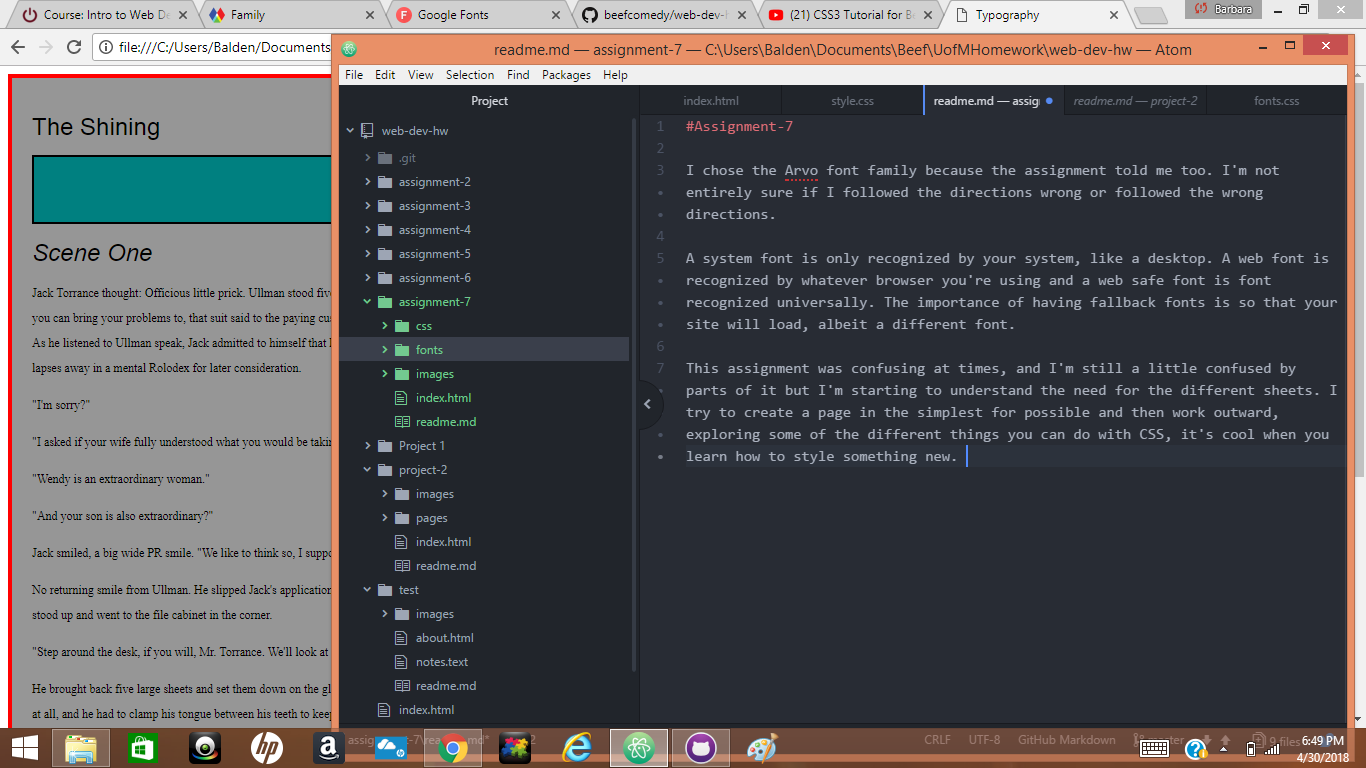 Course: Intro to Web De
Family
Google Fonts
beefcomedy/web-dev-h
(21) CSS3 Tutorial for Be
Typography
Barbara
file:///C:/Users/Balden/Documents
readme.md — assignment-7 — C:\Users\Balden\Documents\Beef\UofMHomework\web-dev-hw — Atom
File Edit View Selection Find Packages Help
The Shining
Scene One
Jack Torrance thought: Officious little prick. Ullman stood five
you can bring your problems to, that suit said to the paying cus
As he listened to Ullman speak, Jack admitted to himself that
lapses away in a mental Rolodex for later consideration.
"I'm sorry?"
"I asked if your wife fully understood what you would be takin
"Wendy is an extraordinary woman."
"And your son is also extraordinary?"
Jack smiled, a big wide PR smile. "We like to think so, I suppo
No returning smile from Ullman. He slipped Jack's application
stood up and went to the file cabinet in the corner.
"Step around the desk, if you will, Mr. Torrance. We'll look at
He brought back five large sheets and set them down on the gl
at all, and he had to clamp his tongue between his teeth to keep
Project
web-dev-hw
.git
assignment-2
assignment-3
assignment-4
assignment-5
assignment-6
assignment-7
css
fonts
images
index.html
readme.md
Project 1
project-2
images
pages
index.html
readme.md
test
images
about.html
notes.text
readme.md
index.html
index.html
style.css
readme.md — assig
readme.md — project-2
fonts.css
1 #Assignment-7
2
3 I chose the Arvo font family because the assignment told me too. I'm not
• entirely sure if I followed the directions wrong or followed the wrong
• directions.
4
5 A system font is only recognized by your system, like a desktop. A web font is
• recognized by whatever browser you're using and a web safe font is font
• recognized universally. The importance of having fallback fonts is so that your
• site will load, albeit a different font.
6
7 This assignment was confusing at times, and I'm still a little confused by
• parts of it but I'm starting to understand the need for the different sheets. I
• try to create a page in the simplest for possible and then work outward,
• exploring some of the different things you can do with CSS, it's cool when you
• learn how to style something new.
CRLF UTF-8 GitHub Markdown master 9 files
hp
a
6:49 PM
4/30/2018